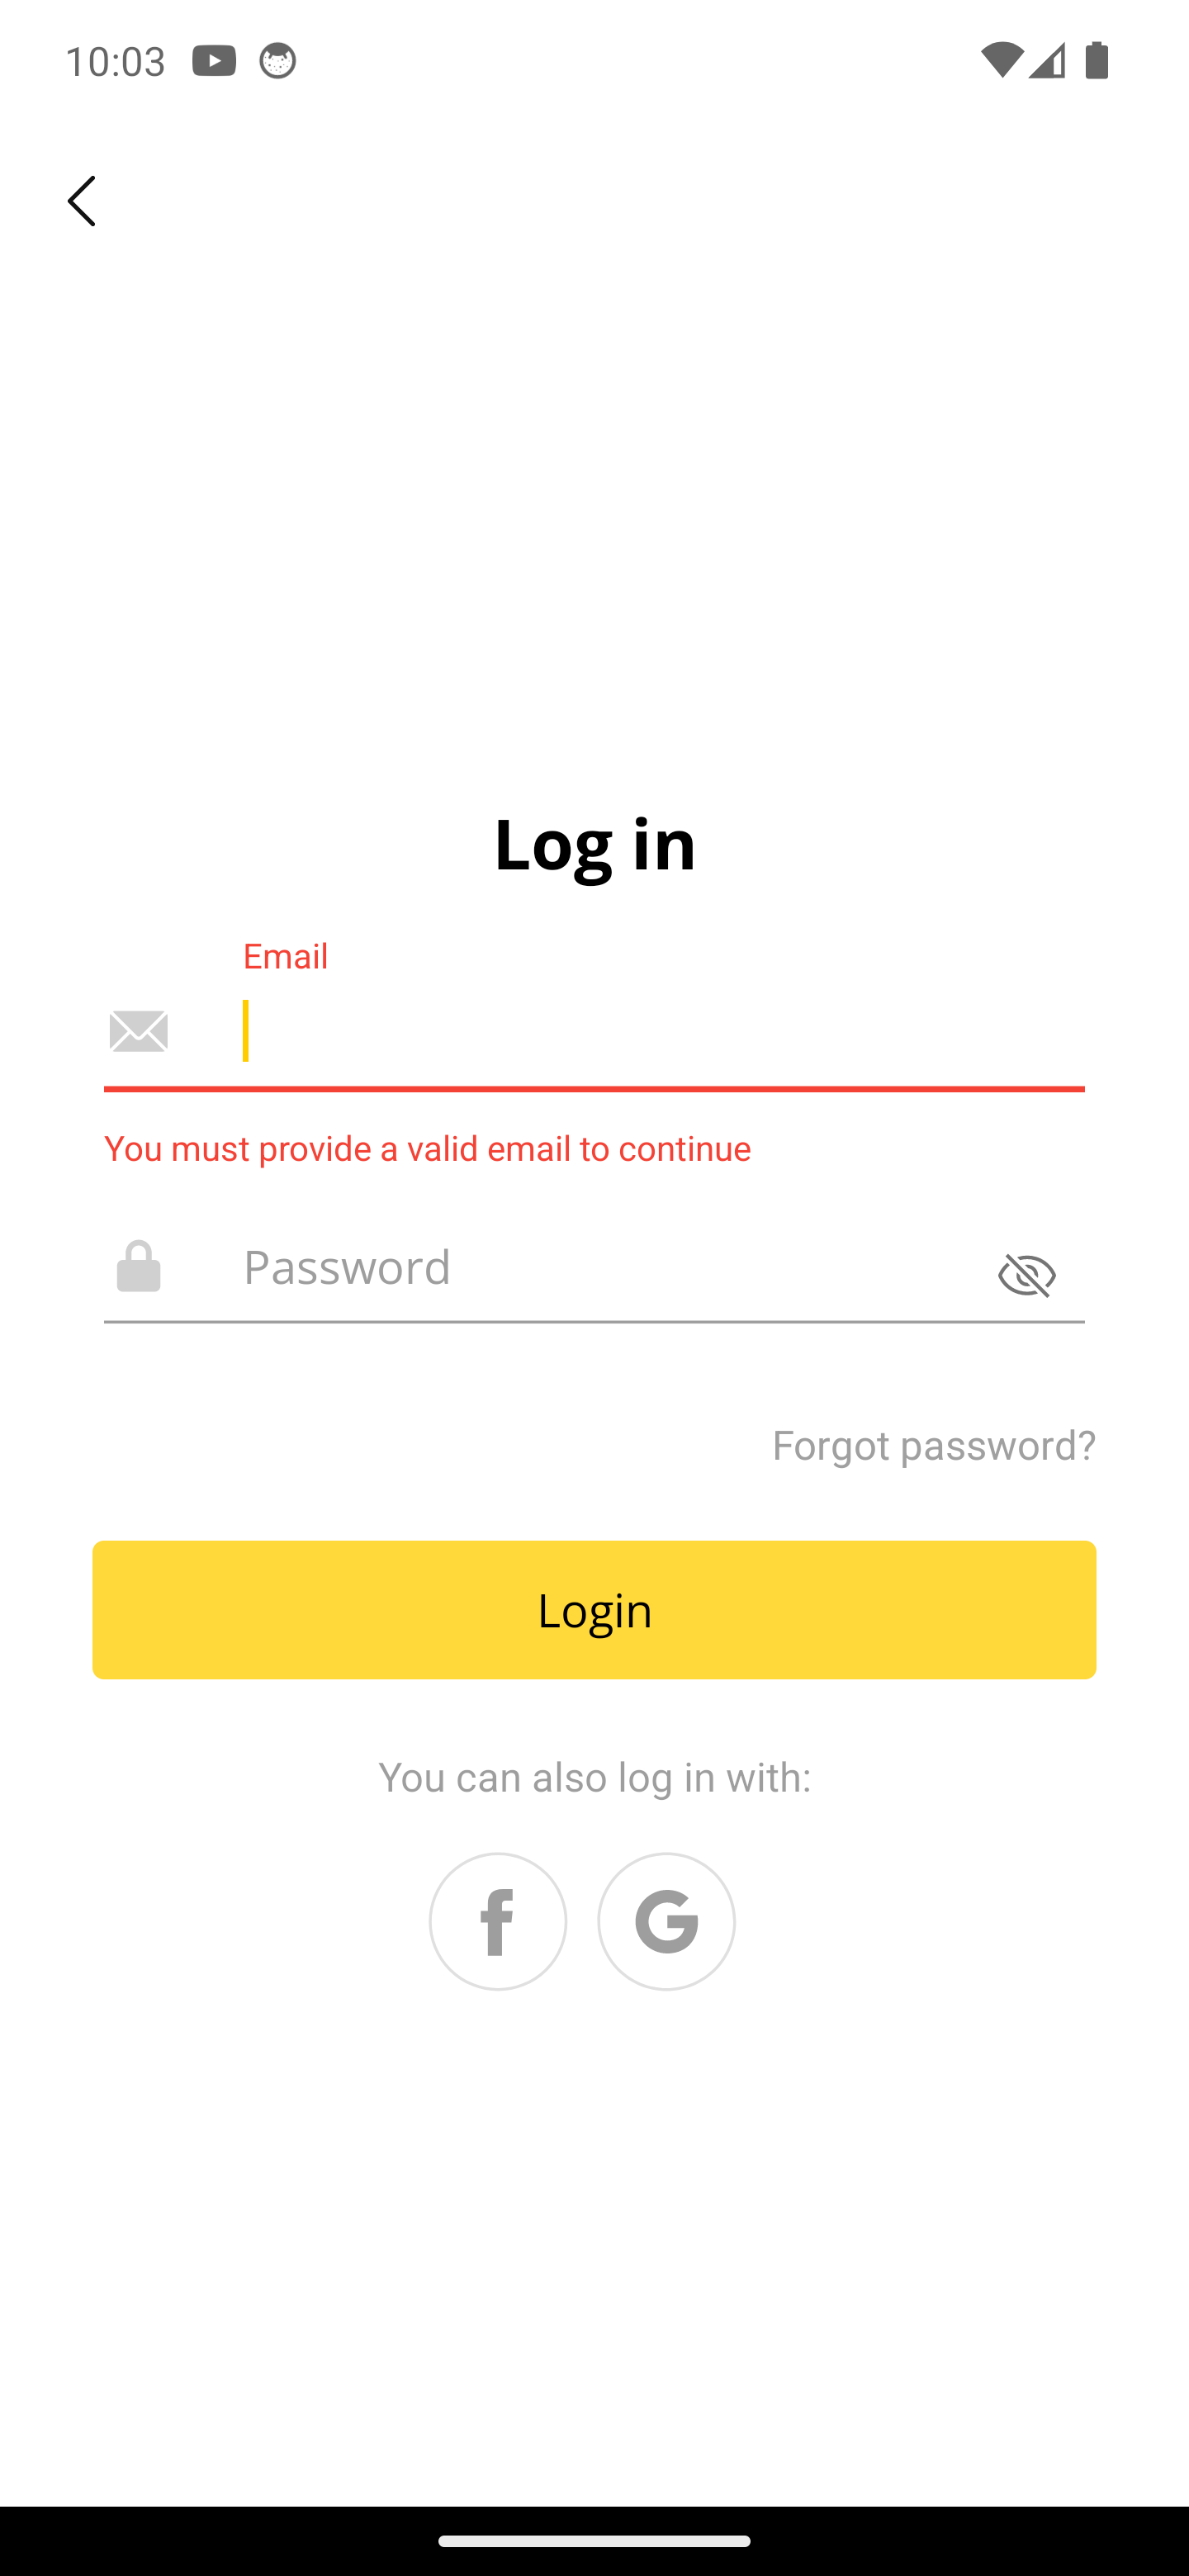 10:03
Log in
Email
You must provide a valid email to continue
Password
Forgot password?
Login
You can also log in with: